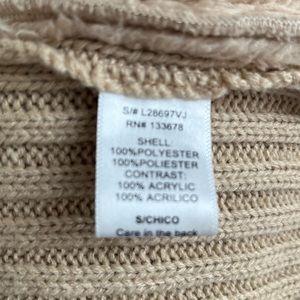 S/# L28697VJ
RN# 133678
SHELL:
100%POLYESTER
100%POLIESTER
CONTRAST:
100% ACRYLIC
100% ACRILICO
S/CHICO
Care in the back